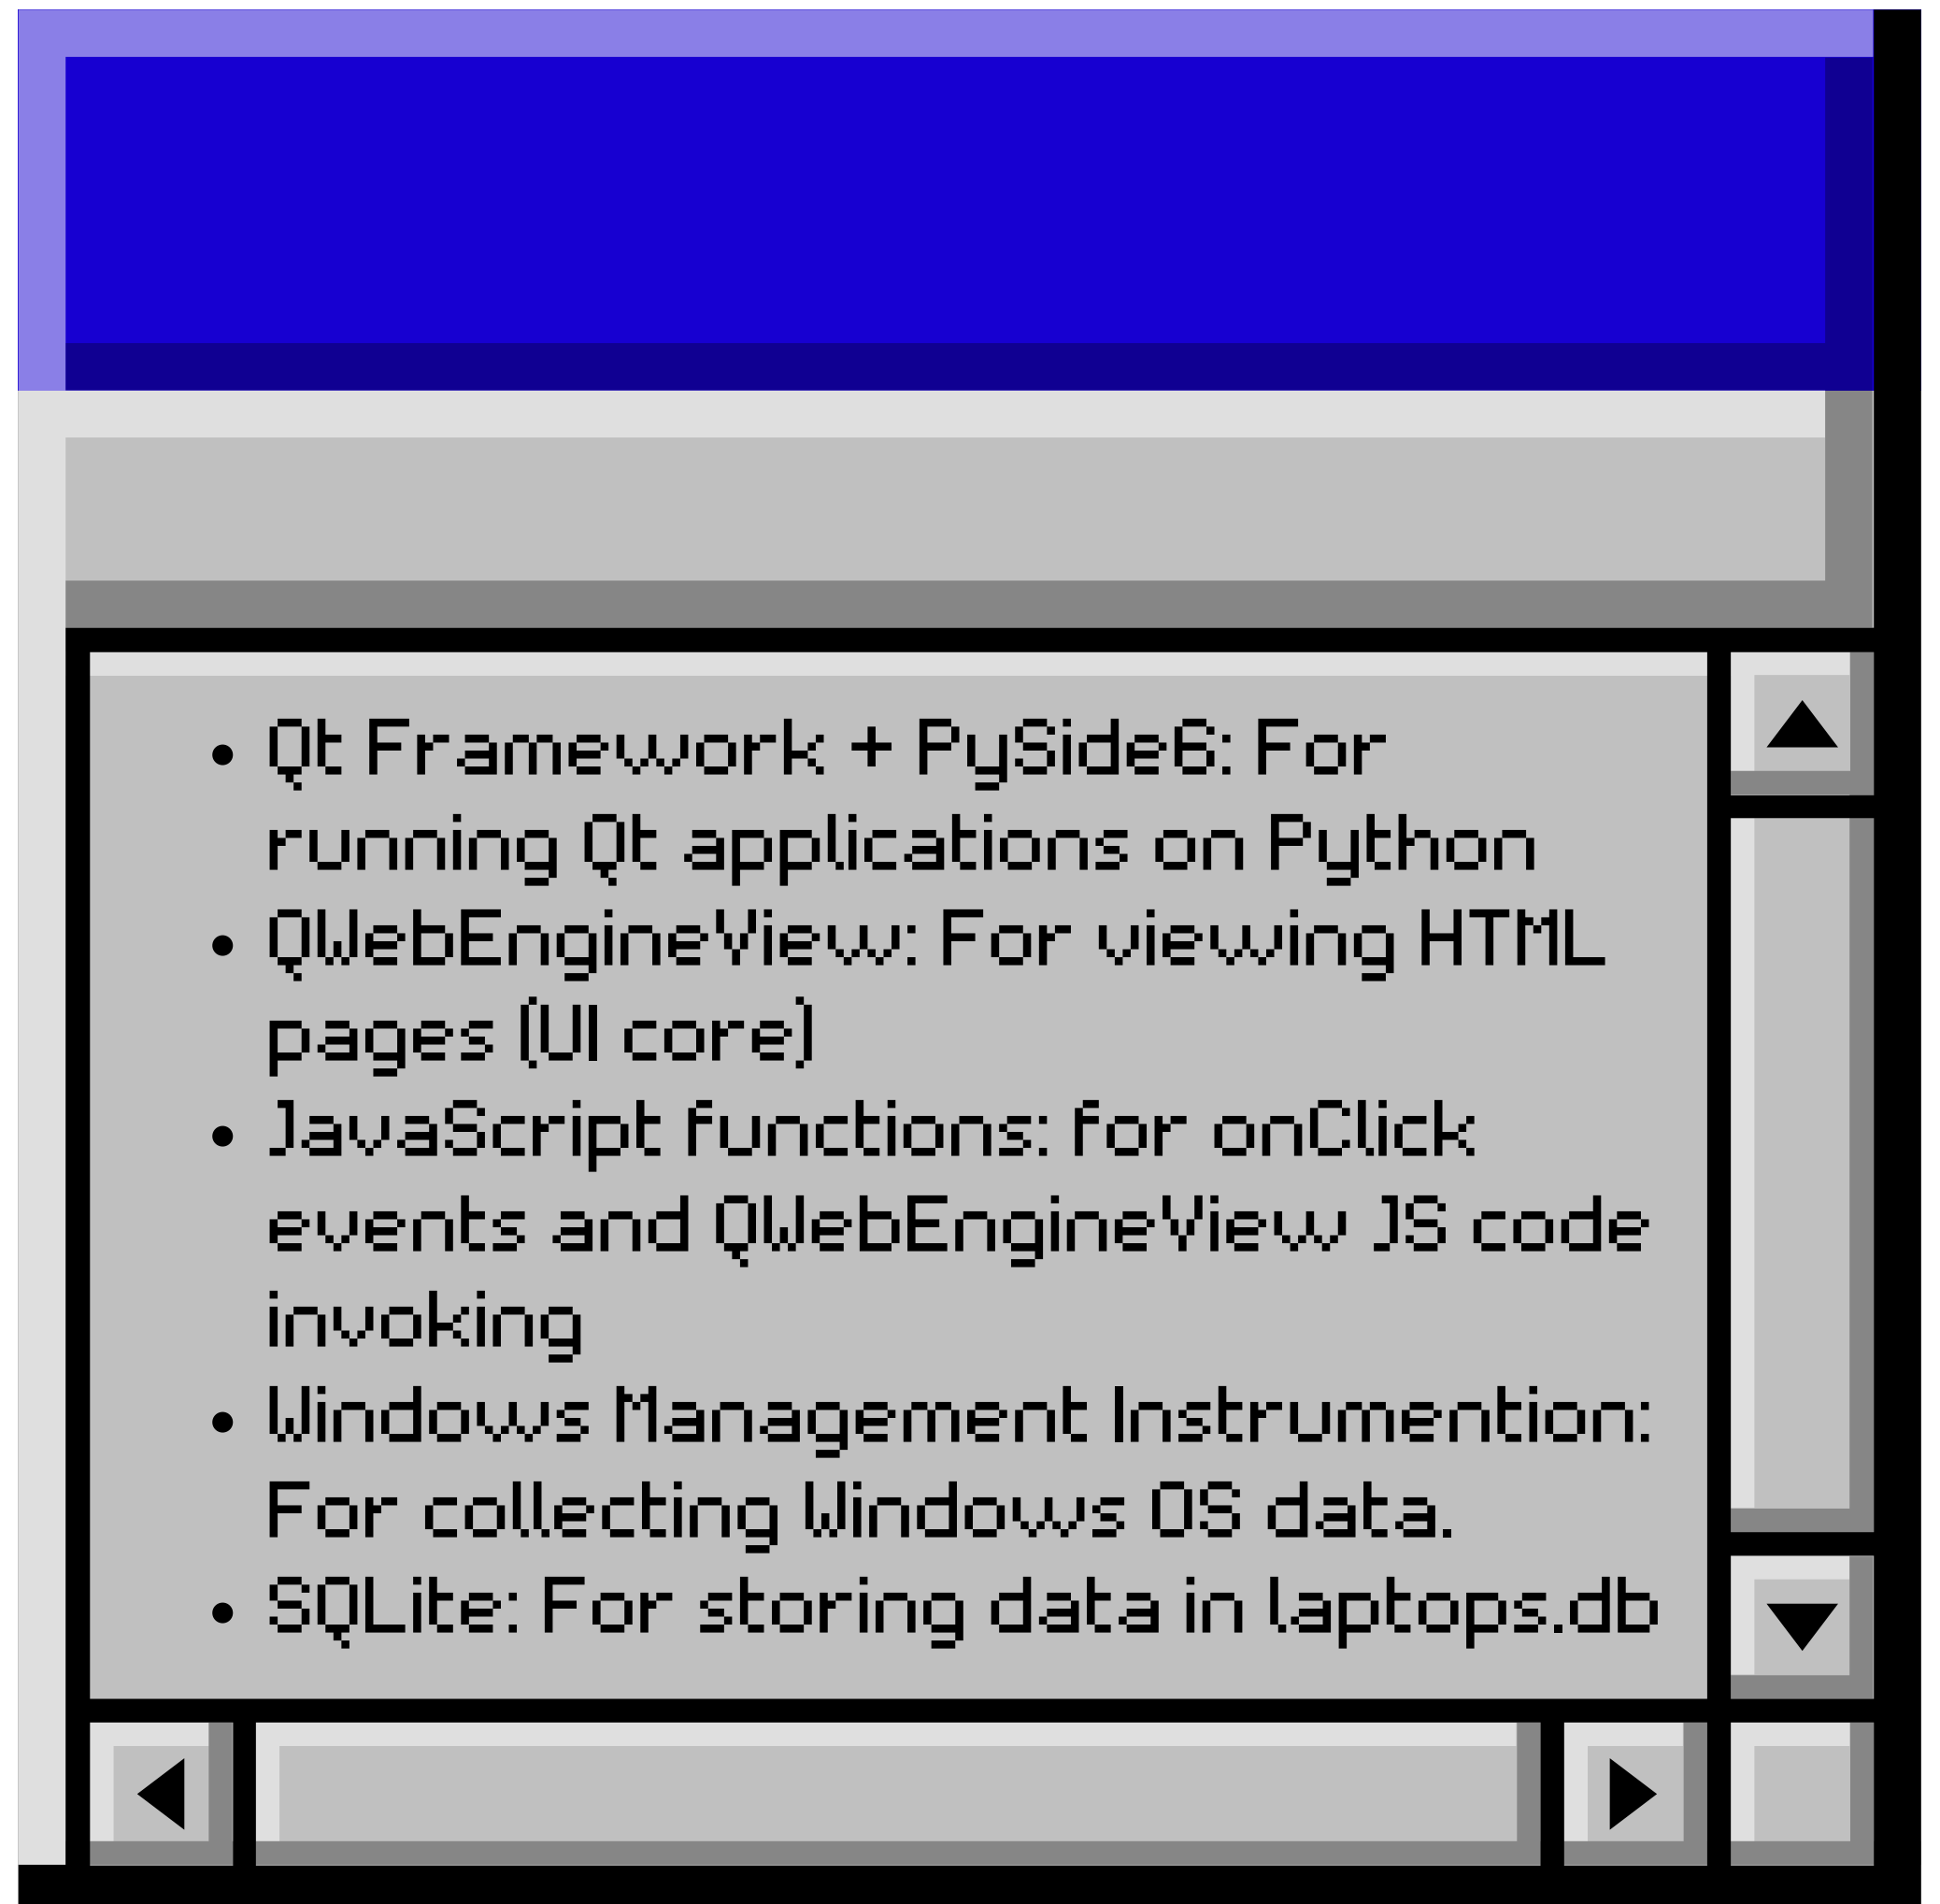 • Qt Framework + PySide6: For
running Qt applications on Python
• QWebEngineView: For viewing HTML
pages (UI core)
• JavaScript functions: for onClick
events and QWebEngineView JS code
invoking
• Windows Management Instrumention:
For collecting Windows OS data.
• SQLite: For storing data in laptops.db